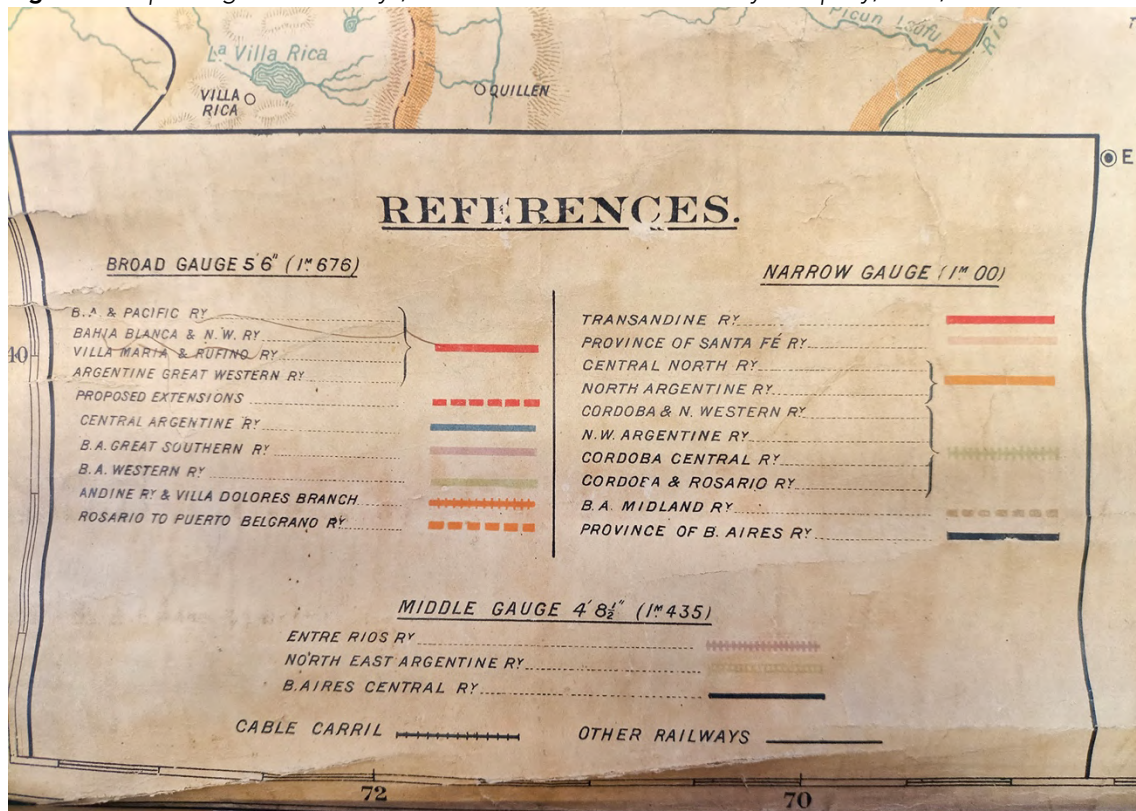 La Villa Rica
Picun Leufu
RIO
VILLA
RICA
QUILLEN
E
REFERENCES.
BROAD GAUGE 5'6" (1M 676)
B.A. & PACIFIC RY
BAHIA BLANCA & N.W. RY
VILLA MARIA & RUFINO RY
ARGENTINE GREAT WESTERN RY
PROPOSED EXTENSIONS
CENTRAL ARGENTINE RY
B.A. GREAT SOUTHERN RY
B.A. WESTERN RY
ANDINE RY & VILLA DOLORES BRANCH
ROSARIO TO PUERTO BELGRANO RY
NARROW GAUGE (1M 00)
TRANSANDINE RY
PROVINCE OF SANTA FÉ RY
CENTRAL NORTH RY
NORTH ARGENTINE RY
CORDOBA & N. WESTERN RY
N.W. ARGENTINE RY
CORDOBA CENTRAL RY
CORDOBA & ROSARIO RY
B.A. MIDLAND RY
PROVINCE OF B. AIRES RY
40
MIDDLE GAUGE 4' 8½" (1M 435)
ENTRE RIOS RY
NORTH EAST ARGENTINE RY
B. AIRES CENTRAL RY
CABLE CARRIL
OTHER RAILWAYS
72
70